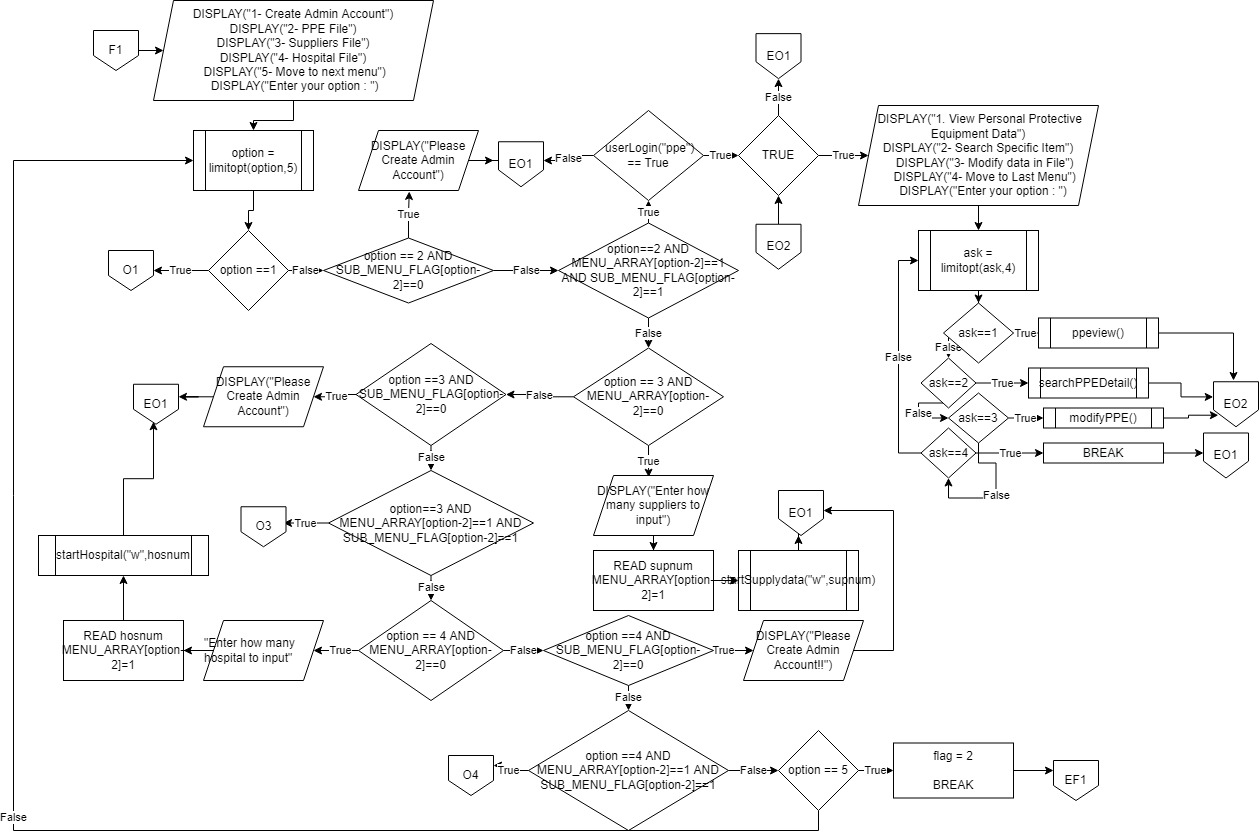 F1
DISPLAY("1- Create Admin Account")
DISPLAY("2- PPE File")
DISPLAY("3- Suppliers File")
DISPLAY("4- Hospital File")
DISPLAY("5- Move to next menu")
DISPLAY("Enter your option : ")
option =
limitopt(option,5)
option ==1
True
O1
False
option == 2 AND
SUB_MENU_FLAG[option-
2]==0
True
DISPLAY("Please
Create Admin
Account")
EO1
False
option==2 AND
MENU_ARRAY[option-2]==1
AND SUB_MENU_FLAG[option-
2]==1
True
userLogin("ppe")
== True
False
True
TRUE
False
EO1
EO2
True
DISPLAY("1. View Personal Protective
Equipment Data")
DISPLAY("2- Search Specific Item")
DISPLAY("3- Modify data in File")
DISPLAY("4- Move to Last Menu")
DISPLAY("Enter your option : ")
ask =
limitopt(ask,4)
ask==1
True
ppeview()
False
ask==2
True
searchPPEDetail()
EO2
False
ask==3
True
modifyPPE()
False
ask==4
True
BREAK
EO1
False
False
option == 3 AND
MENU_ARRAY[option-
2]==0
False
option ==3 AND
SUB_MENU_FLAG[option-
2]==0
True
DISPLAY("Please
Create Admin
Account")
EO1
True
DISPLAY("Enter how
many suppliers to
input")
READ supnum
MENU_ARRAY[option-
2]=1
startSupplydata("w",supnum)
EO1
False
option==3 AND
MENU_ARRAY[option-2]==1 AND
SUB_MENU_FLAG[option-2]==1
True
O3
False
option == 4 AND
MENU_ARRAY[option-
2]==0
True
"Enter how many
hospital to input"
READ hosnum
MENU_ARRAY[option-
2]=1
startHospital("w",hosnum
False
option ==4 AND
SUB_MENU_FLAG[option-
2]==0
True
DISPLAY("Please
Create Admin
Account!!")
False
option ==4 AND
MENU_ARRAY[option-2]==1 AND
SUB_MENU_FLAG[option-2]==1
True
O4
False
option == 5
True
flag = 2
BREAK
EF1
False